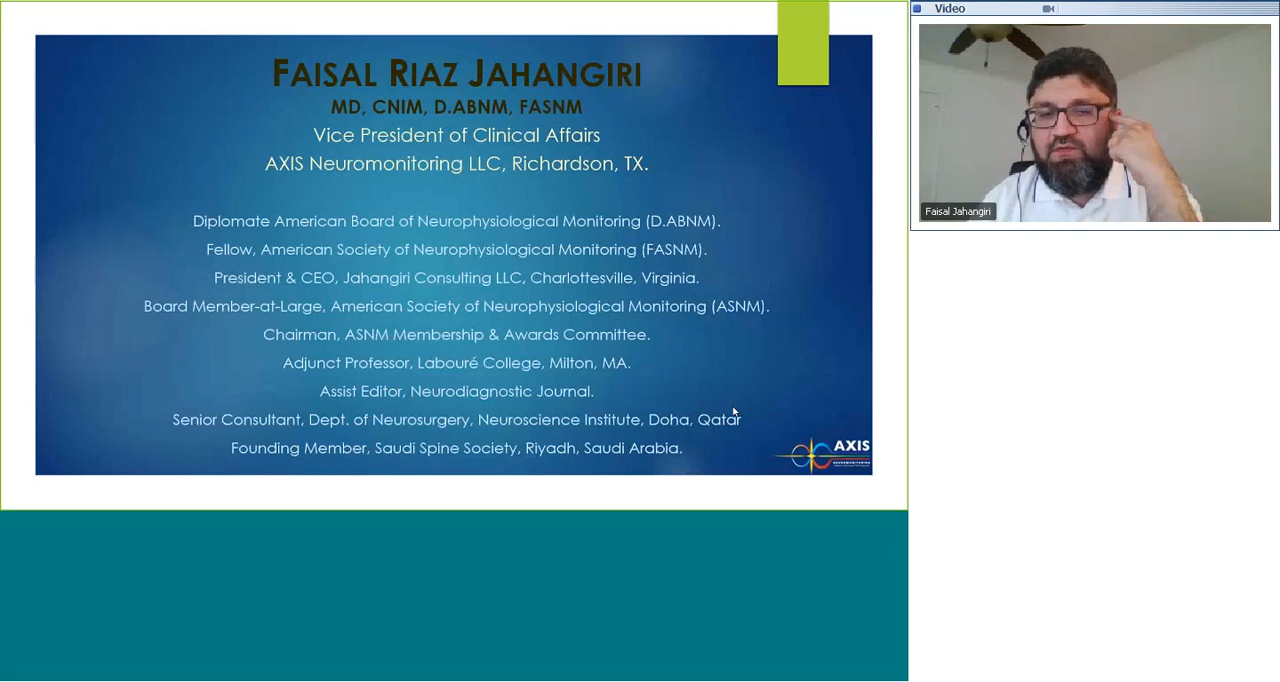 FAISAL RIAZ JAHANGIRI
MD, CNIM, D.ABNM, FASNM
Vice President of Clinical Affairs
AXIS Neuromonitoring LLC, Richardson, TX.
Diplomate American Board of Neurophysiological Monitoring (D.ABNM).
Fellow, American Society of Neurophysiological Monitoring (FASNM).
President & CEO, Jahangiri Consulting LLC, Charlottesville, Virginia.
Board Member-at-Large, American Society of Neurophysiological Monitoring (ASNM).
Chairman, ASNM Membership & Awards Committee.
Adjunct Professor, Labouré College, Milton, MA.
Assist Editor, Neurodiagnostic Journal.
Senior Consultant, Dept. of Neurosurgery, Neuroscience Institute, Doha, Qatar
Founding Member, Saudi Spine Society, Riyadh, Saudi Arabia.
AXIS
NEUROMONITORING
Video
Faisal Jahangiri